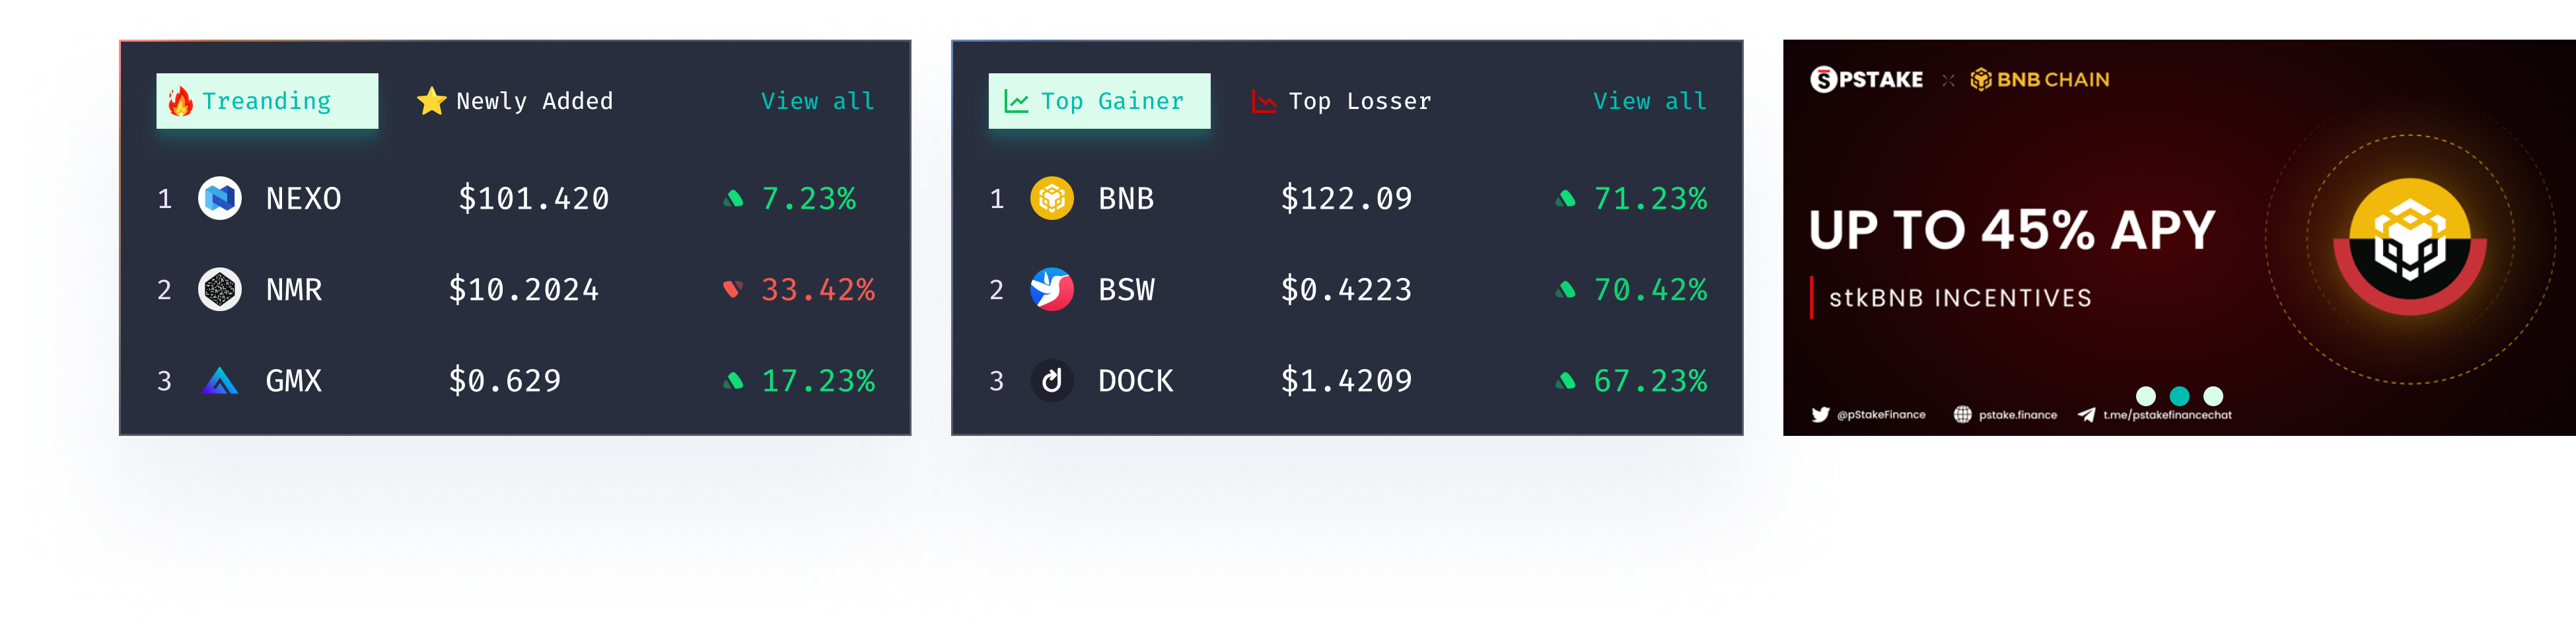 Treanding Newly Added View all
1 NEXO $101.420 7.23%
2 NMR $10.2024 33.42%
3 GMX $0.629 17.23%
Top Gainer Top Losser View all
1 BNB $122.09 71.23%
2 BSW $0.4223 70.42%
3 DOCK $1.4209 67.23%
PSTAKE BNB CHAIN
UP TO 45% APY
stkBNB INCENTIVES
@pStakeFinance pstake.finance t.me/pstakefinancechat